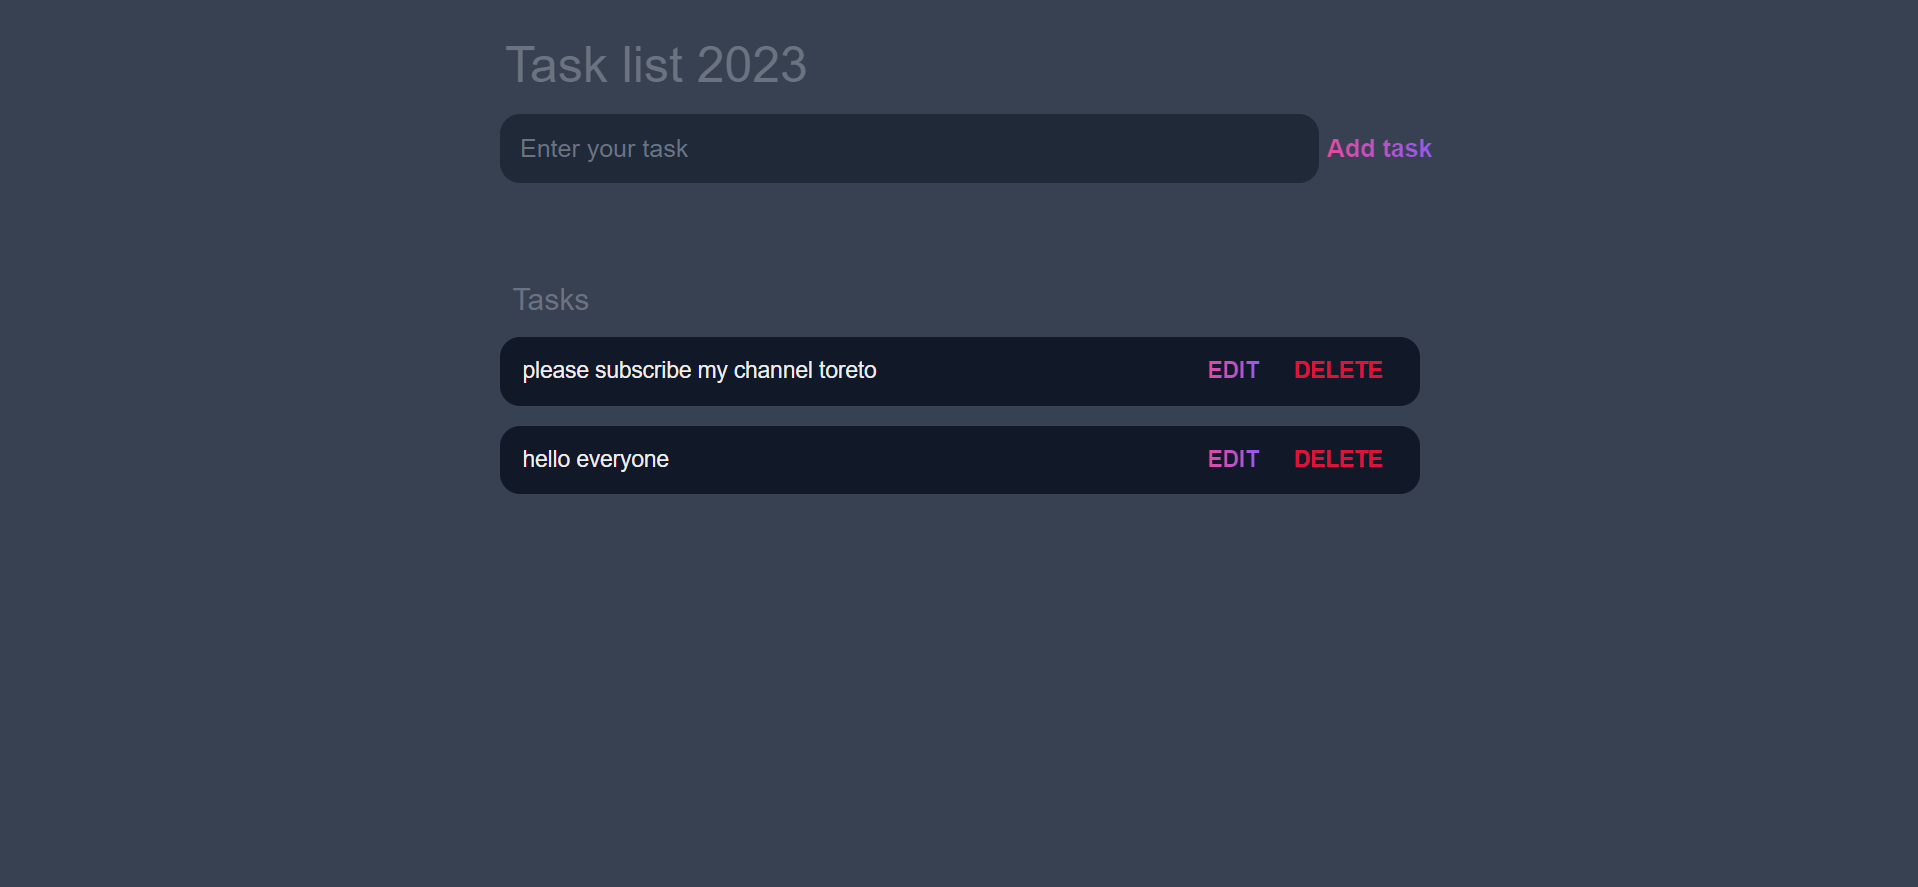 Task list 2023
Enter your task
Add task
Tasks
please subscribe my channel toreto
EDIT
DELETE
hello everyone
EDIT
DELETE